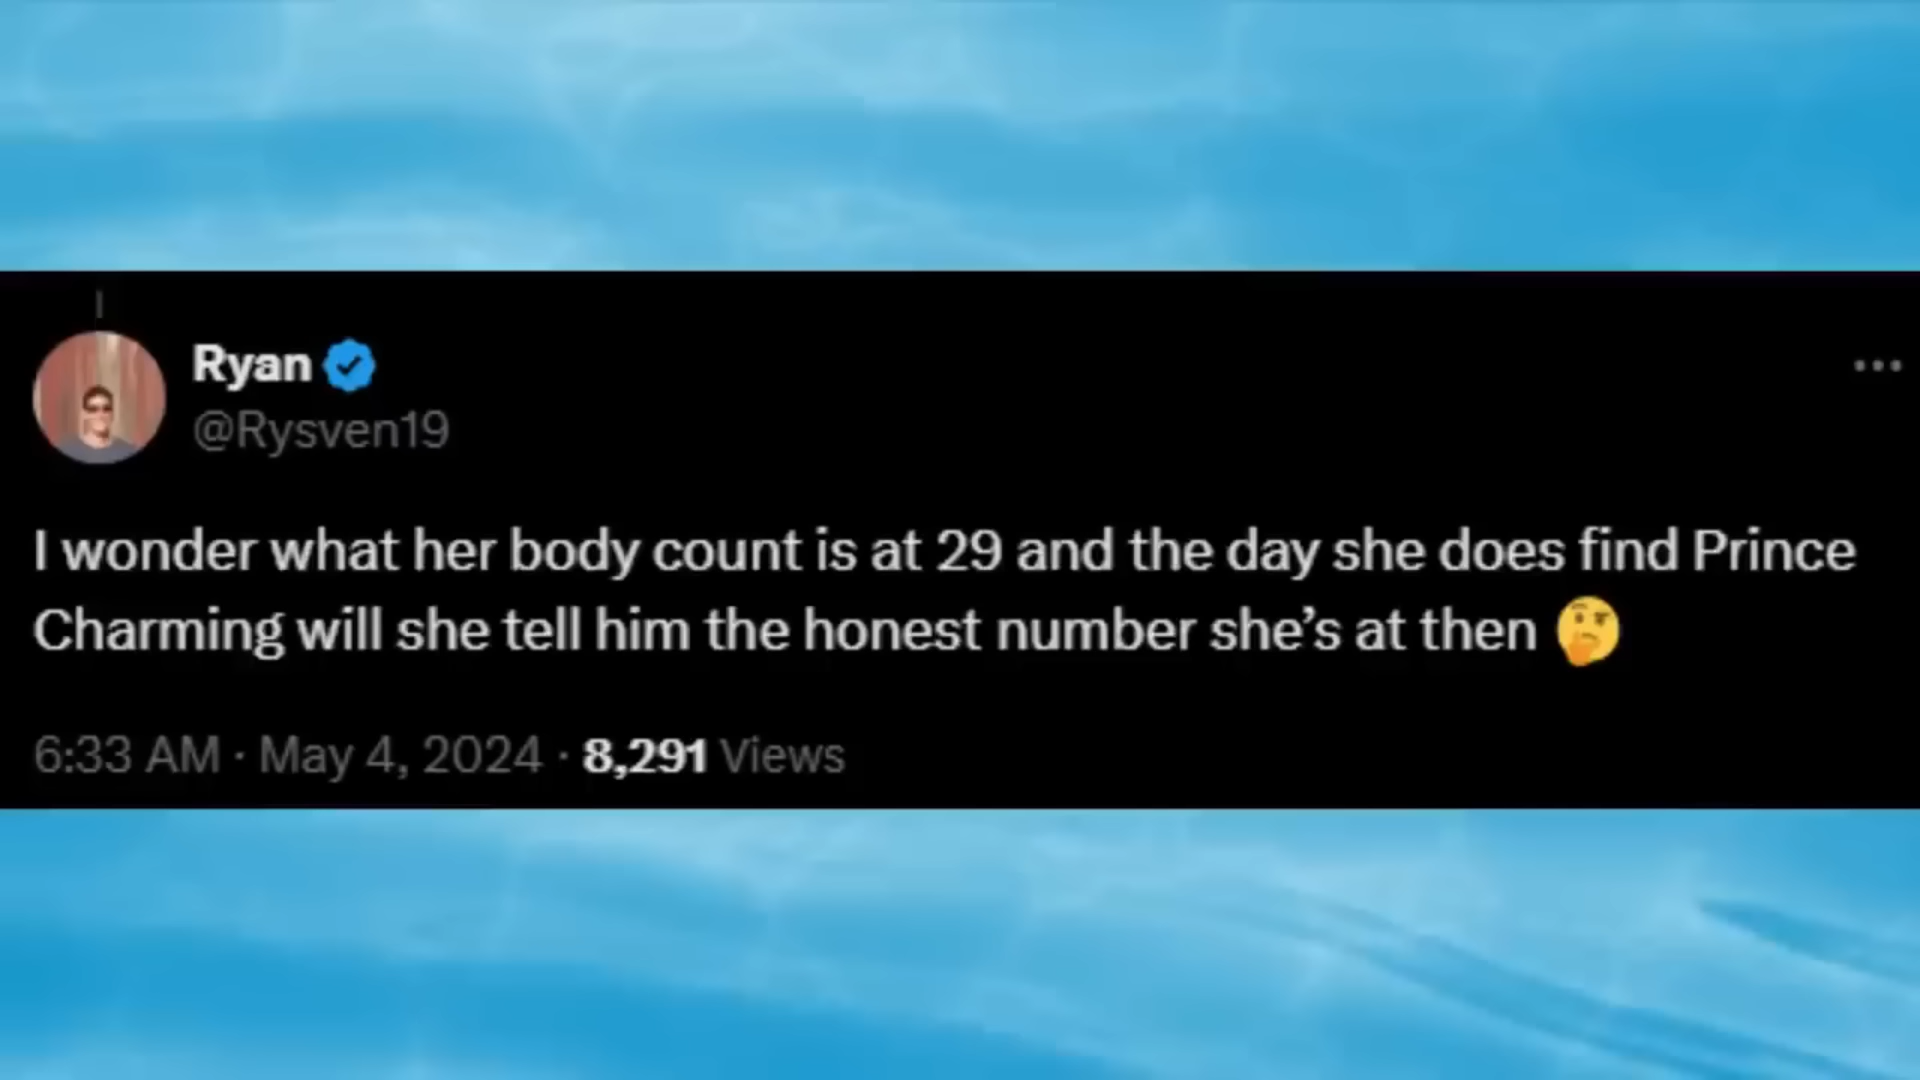 Ryan
@Rysven19
I wonder what her body count is at 29 and the day she does find Prince
Charming will she tell him the honest number she’s at then 🤔
6:33 AM · May 4, 2024 · 8,291 Views